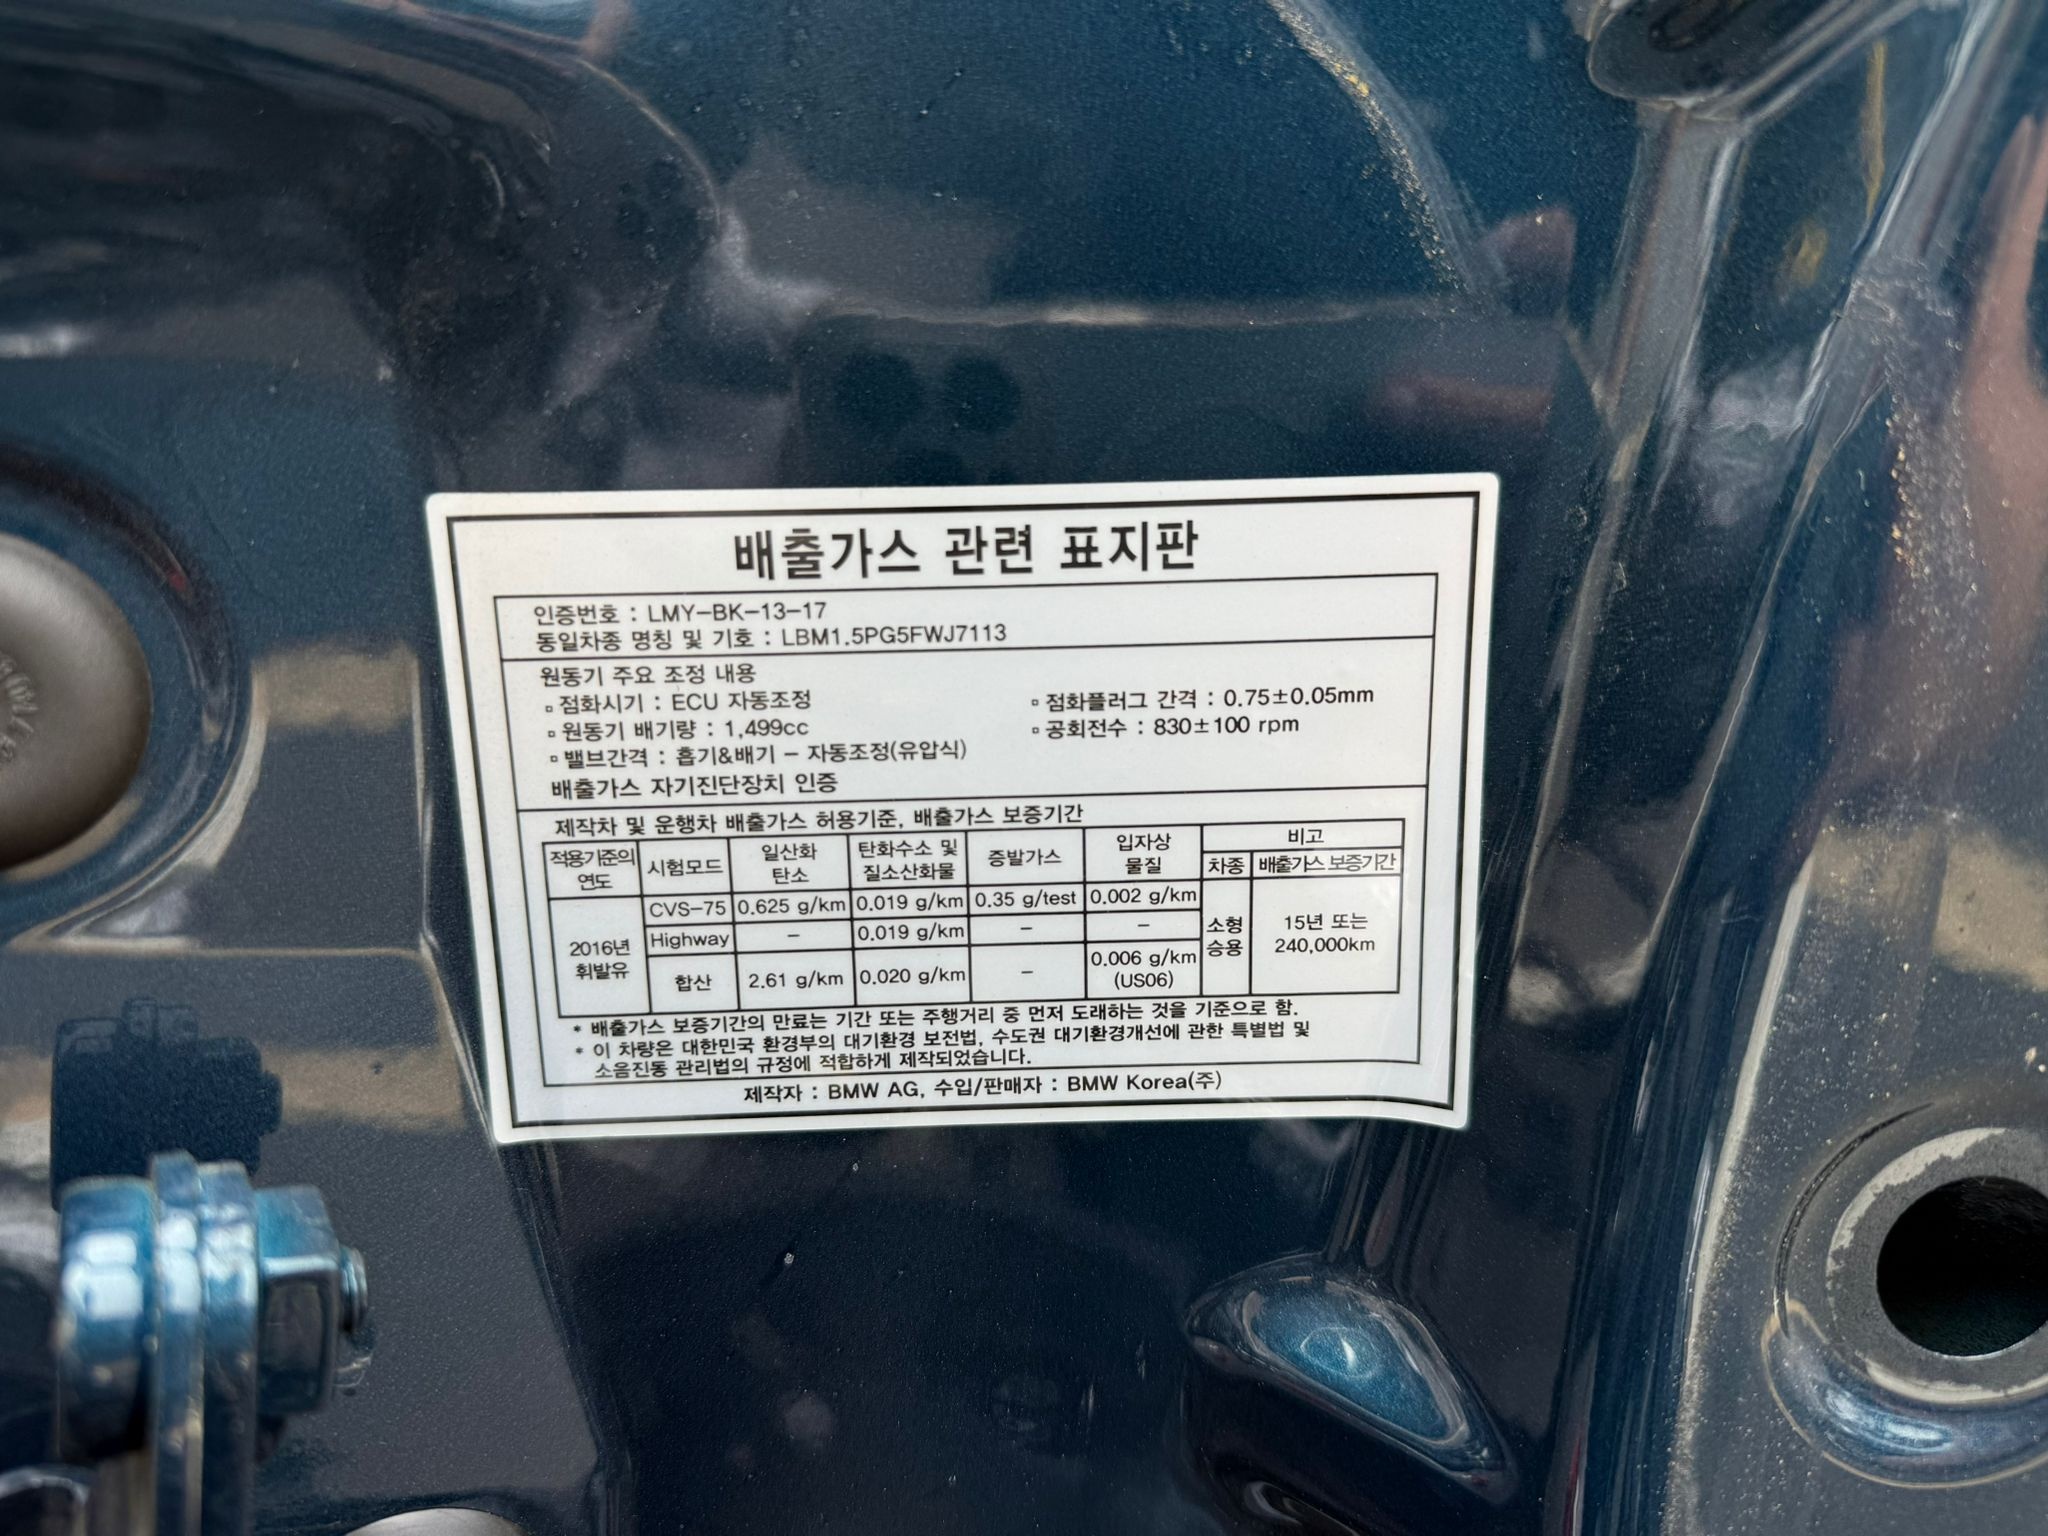 배출가스 관련 표지판
인증번호 : LMY-BK-13-17
동일차종 명칭 및 기호 : LBM1.5PG5FWJ7113
원동기 주요 조정 내용
▫ 점화시기 : ECU 자동조정 ▫ 점화플러그 간격 : 0.75±0.05mm
▫ 원동기 배기량 : 1,499cc ▫ 공회전수 : 830±100 rpm
▫ 밸브간격 : 흡기&배기 - 자동조정(유압식)
배출가스 자기진단장치 인증
제작차 및 운행차 배출가스 허용기준, 배출가스 보증기간
적용기준의 연도 시험모드 일산화 탄소 탄화수소 및 질소산화물 증발가스 입자상 물질 비고
차종 배출가스 보증기간
2016년 휘발유 CVS-75 0.625 g/km 0.019 g/km 0.35 g/test 0.002 g/km 소형 승용 15년 또는 240,000km
Highway - 0.019 g/km - -
합산 2.61 g/km 0.020 g/km - 0.006 g/km (US06)
* 배출가스 보증기간의 만료는 기간 또는 주행거리 중 먼저 도래하는 것을 기준으로 함.
* 이 차량은 대한민국 환경부의 대기환경 보전법, 수도권 대기환경개선에 관한 특별법 및
소음진동 관리법의 규정에 적합하게 제작되었습니다.
제작자 : BMW AG, 수입/판매자 : BMW Korea(주)